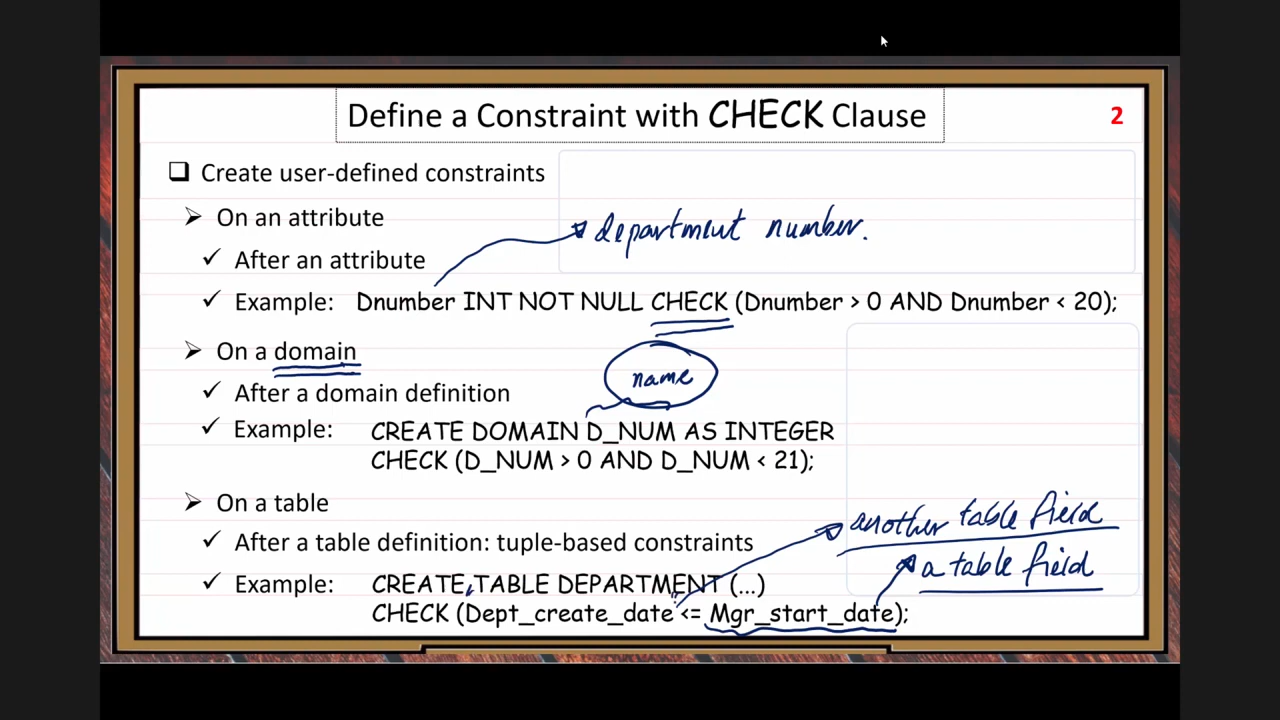 Define a Constraint with CHECK Clause
2
❑ Create user-defined constraints
➢ On an attribute
department number.
✓ After an attribute
✓ Example: Dnumber INT NOT NULL CHECK (Dnumber > 0 AND Dnumber < 20);
➢ On a domain
name
✓ After a domain definition
✓ Example: CREATE DOMAIN D_NUM AS INTEGER
CHECK (D_NUM > 0 AND D_NUM < 21);
➢ On a table
another table field
✓ After a table definition: tuple-based constraints
a table field
✓ Example: CREATE TABLE DEPARTMENT (...)
CHECK (Dept_create_date <= Mgr_start_date);